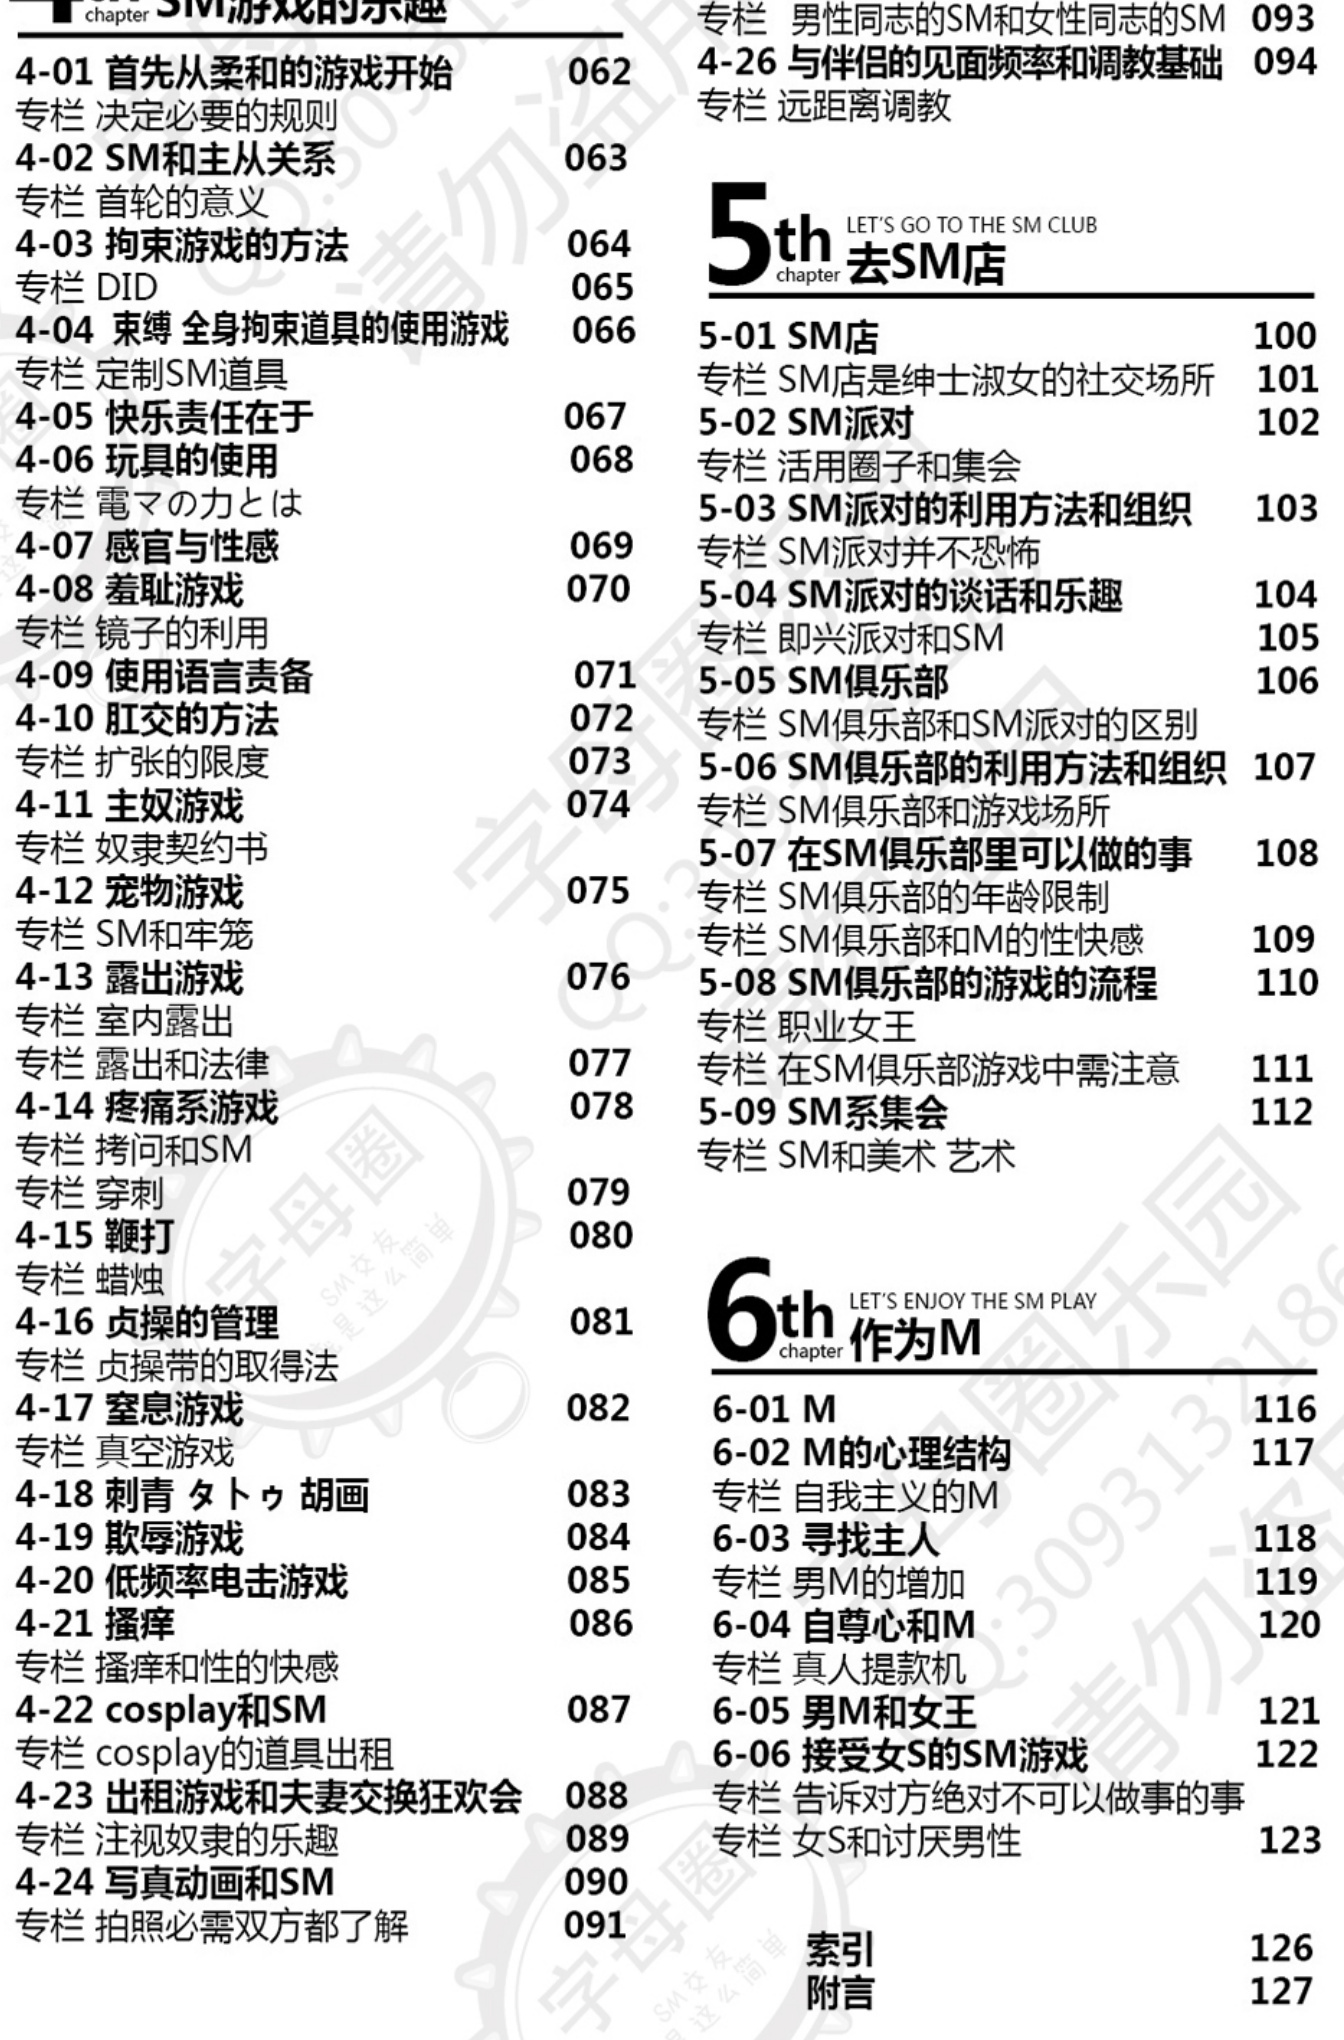 chapter SM游戏的乐趣
4-01 首先从柔和的游戏开始 062
专栏 决定必要的规则
4-02 SM和主从关系 063
专栏 首轮的意义
4-03 拘束游戏的方法 064
专栏 DID 065
4-04 束缚 全身拘束道具的使用游戏 066
专栏 定制SM道具
4-05 快乐责任在于 067
4-06 玩具的使用 068
专栏 電マの力とは
4-07 感官与性感 069
4-08 羞耻游戏 070
专栏 镜子的利用
4-09 使用语言责备 071
4-10 肛交的方法 072
专栏 扩张的限度 073
4-11 主奴游戏 074
专栏 奴隶契约书
4-12 宠物游戏 075
专栏 SM和牢笼
4-13 露出游戏 076
专栏 室内露出
专栏 露出和法律 077
4-14 疼痛系游戏 078
专栏 拷问和SM
专栏 穿刺 079
4-15 鞭打 080
专栏 蜡烛
4-16 贞操的管理 081
专栏 贞操带的取得法
4-17 窒息游戏 082
专栏 真空游戏
4-18 刺青 タトゥ 胡画 083
4-19 欺辱游戏 084
4-20 低频率电击游戏 085
4-21 搔痒 086
专栏 搔痒和性的快感
4-22 cosplay和SM 087
专栏 cosplay的道具出租
4-23 出租游戏和夫妻交换狂欢会 088
专栏 注视奴隶的乐趣 089
4-24 写真动画和SM 090
专栏 拍照必需双方都了解 091
专栏 男性同志的SM和女性同志的SM 093
4-26 与伴侣的见面频率和调教基础 094
专栏 远距离调教
5th chapter LET'S GO TO THE SM CLUB
去SM店
5-01 SM店 100
专栏 SM店是绅士淑女的社交场所 101
5-02 SM派对 102
专栏 活用圈子和集会
5-03 SM派对的利用方法和组织 103
专栏 SM派对并不恐怖
5-04 SM派对的谈话和乐趣 104
专栏 即兴派对和SM 105
5-05 SM俱乐部 106
专栏 SM俱乐部和SM派对的区别
5-06 SM俱乐部的利用方法和组织 107
专栏 SM俱乐部和游戏场所
5-07 在SM俱乐部里可以做的事 108
专栏 SM俱乐部的年龄限制
专栏 SM俱乐部和M的性快感 109
5-08 SM俱乐部的游戏的流程 110
专栏 职业女王
专栏 在SM俱乐部游戏中需注意 111
5-09 SM系集会 112
专栏 SM和美术 艺术
6th chapter LET'S ENJOY THE SM PLAY
作为M
6-01 M 116
6-02 M的心理结构 117
专栏 自我主义的M
6-03 寻找主人 118
专栏 男M的增加 119
6-04 自尊心和M 120
专栏 真人提款机
6-05 男M和女王 121
6-06 接受女S的SM游戏 122
专栏 告诉对方绝对不可以做事的事
专栏 女S和讨厌男性 123
索引 126
附言 127
字母圈乐园
QQ:3093132186
请勿盗用
字母圈
SM交友
就是这么简单